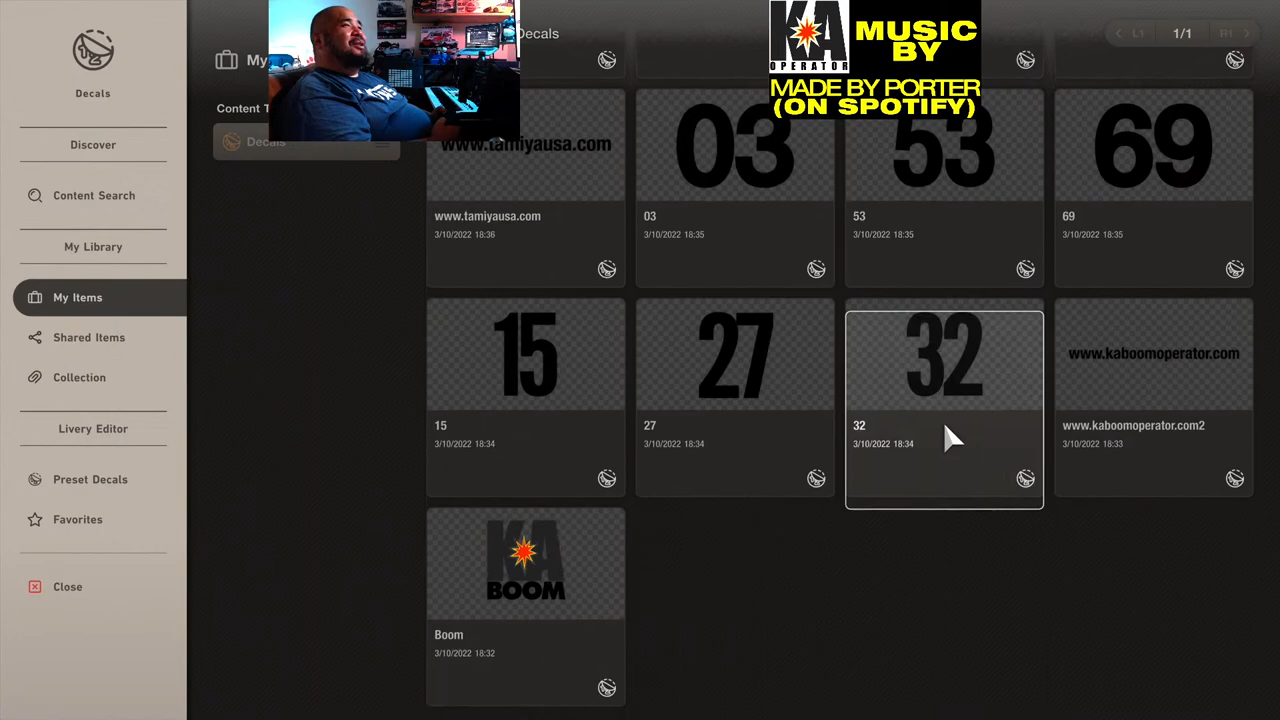 Decals
Discover
Content Search
My Library
My Items
Shared Items
Collection
Livery Editor
Preset Decals
Favorites
Close
My
Decals
Content T
Decals
KA
OPERATOR
MUSIC
BY
MADE BY PORTER
(ON SPOTIFY)
L1
1/1
R1
www.tamiyausa.com
www.tamiyausa.com
3/10/2022 18:36
03
03
3/10/2022 18:35
53
53
3/10/2022 18:35
69
69
3/10/2022 18:35
15
15
3/10/2022 18:34
27
27
3/10/2022 18:34
32
32
3/10/2022 18:34
www.kaboomoperator.com
www.kaboomoperator.com2
3/10/2022 18:33
KA
BOOM
Boom
3/10/2022 18:32